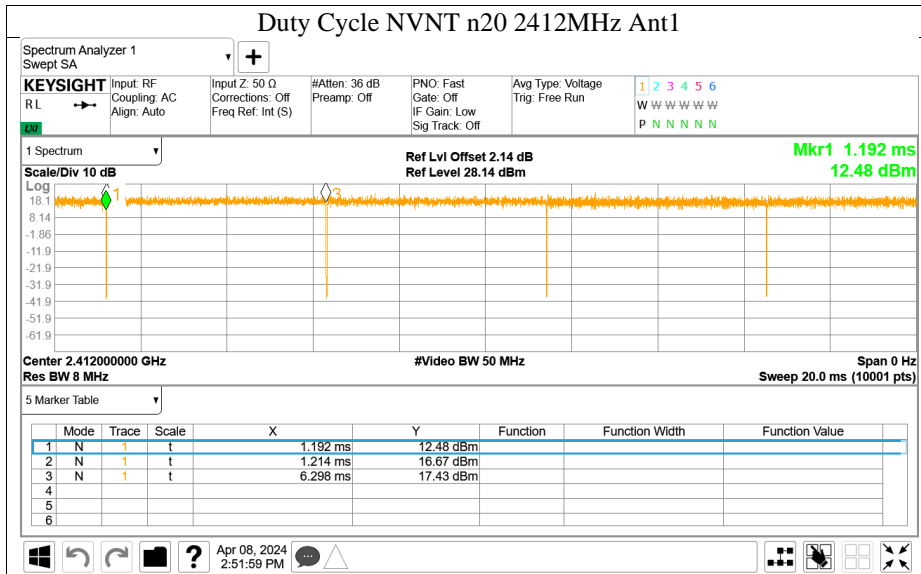 Duty Cycle NVNT n20 2412MHz Ant1
Spectrum Analyzer 1
Swept SA
+
KEYSIGHT Input: RF Input Z: 50 Ω #Atten: 36 dB PNO: Fast Avg Type: Voltage 1 2 3 4 5 6
R L Coupling: AC Corrections: Off Preamp: Off Gate: Off Trig: Free Run W W W W W W
Align: Auto Freq Ref: Int (S) IF Gain: Low
LXI Sig Track: Off P N N N N N
1 Spectrum Ref Lvl Offset 2.14 dB Mkr1 1.192 ms
Scale/Div 10 dB Ref Level 28.14 dBm 12.48 dBm
Log
1 3
18.1
8.14
-1.86
-11.9
-21.9
-31.9
-41.9
-51.9
-61.9
Center 2.412000000 GHz #Video BW 50 MHz Span 0 Hz
Res BW 8 MHz Sweep 20.0 ms (10001 pts)
5 Marker Table
Mode Trace Scale X Y Function Function Width Function Value
1 N 1 t 1.192 ms 12.48 dBm
2 N 1 t 1.214 ms 16.67 dBm
3 N 1 t 6.298 ms 17.43 dBm
4
5
6
? Apr 08, 2024
2:51:59 PM